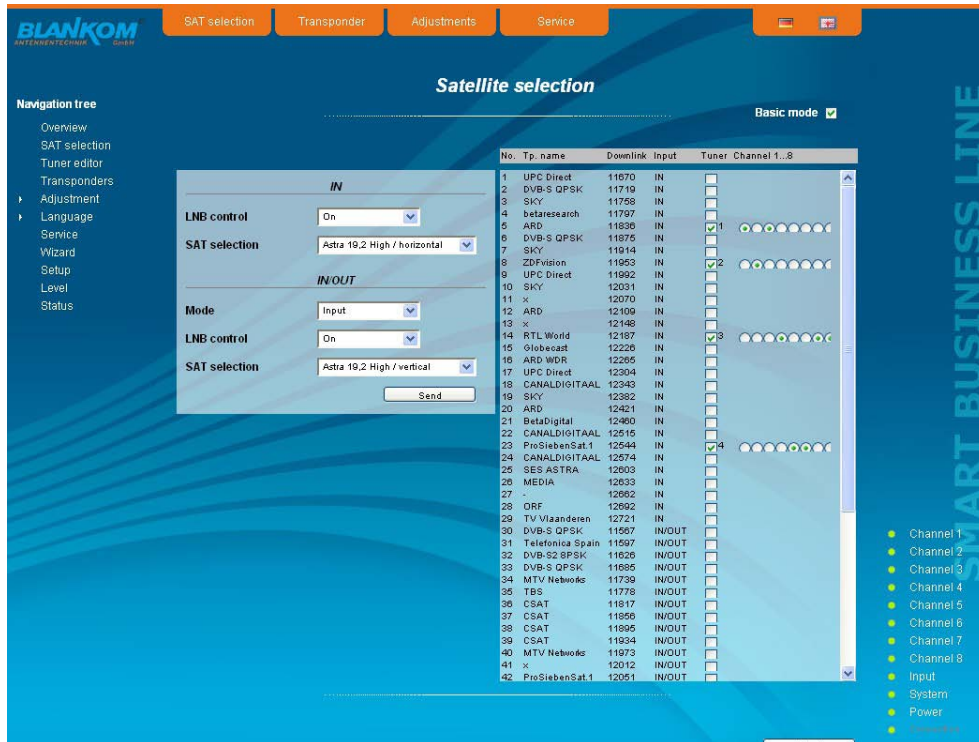 BLANKOM
ANTENNENTECHNIK GmbH
SAT selection Transponder Adjustments Service
Satellite selection
Navigation tree
Basic mode
Overview
SAT selection
Tuner editor
Transponders
Adjustment
Language
Service
Wizard
Setup
Level
Status
IN
LNB control On
SAT selection Astra 19,2 High / horizontal
IN/OUT
Mode Input
LNB control On
SAT selection Astra 19,2 High / vertical
Send
No. Tp. name Downlink Input Tuner Channel 1...8
1 UPC Direct 11670 IN
2 DVB-S QPSK 11719 IN
3 SKY 11758 IN
4 betaresearch 11797 IN
5 ARD 11836 IN 1
6 DVB-S QPSK 11875 IN
7 SKY 11914 IN
8 ZDFvision 11953 IN 2
9 UPC Direct 11992 IN
10 SKY 12031 IN
11 x 12070 IN
12 ARD 12109 IN
13 x 12148 IN
14 RTL World 12187 IN 3
15 Globecast 12226 IN
16 ARD WDR 12265 IN
17 UPC Direct 12304 IN
18 CANALDIGITAAL 12343 IN
19 SKY 12382 IN
20 ARD 12421 IN
21 BetaDigital 12460 IN
22 CANALDIGITAAL 12515 IN
23 ProSiebenSat.1 12544 IN 4
24 CANALDIGITAAL 12574 IN
25 SES ASTRA 12603 IN
26 MEDIA 12633 IN
27 - 12662 IN
28 ORF 12692 IN
29 TV Vlaanderen 12721 IN
30 DVB-S QPSK 11567 IN/OUT
31 Telefonica Spain 11597 IN/OUT
32 DVB-S2 8PSK 11626 IN/OUT
33 DVB-S QPSK 11685 IN/OUT
34 MTV Networks 11739 IN/OUT
35 TBS 11778 IN/OUT
36 CSAT 11817 IN/OUT
37 CSAT 11856 IN/OUT
38 CSAT 11895 IN/OUT
39 CSAT 11934 IN/OUT
40 MTV Networks 11973 IN/OUT
41 x 12012 IN/OUT
42 ProSiebenSat.1 12051 IN/OUT
SMART BUSINESS LINE
Channel 1
Channel 2
Channel 3
Channel 4
Channel 5
Channel 6
Channel 7
Channel 8
Input
System
Power